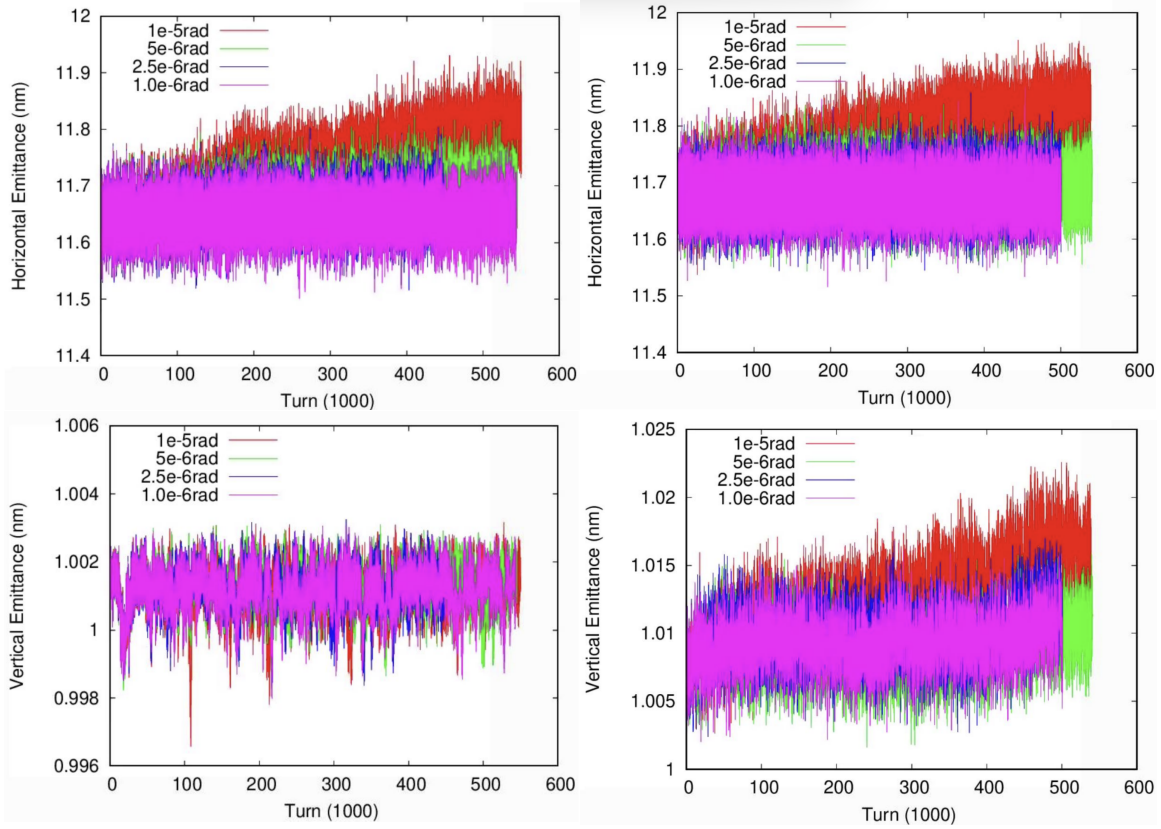 12
11.9
11.8
11.7
11.6
11.5
11.4
Horizontal Emittance (nm)
1e-5rad
5e-6rad
2.5e-6rad
1.0e-6rad
0 100 200 300 400 500 600
Turn (1000)
12
11.9
11.8
11.7
11.6
11.5
11.4
Horizontal Emittance (nm)
1e-5rad
5e-6rad
2.5e-6rad
1.0e-6rad
0 100 200 300 400 500 600
Turn (1000)
1.006
1.004
1.002
1
0.998
0.996
Vertical Emittance (nm)
1e-5rad
5e-6rad
2.5e-6rad
1.0e-6rad
0 100 200 300 400 500 600
Turn (1000)
1.025
1.02
1.015
1.01
1.005
1
Vertical Emittance (nm)
1e-5rad
5e-6rad
2.5e-6rad
1.0e-6rad
0 100 200 300 400 500 600
Turn (1000)